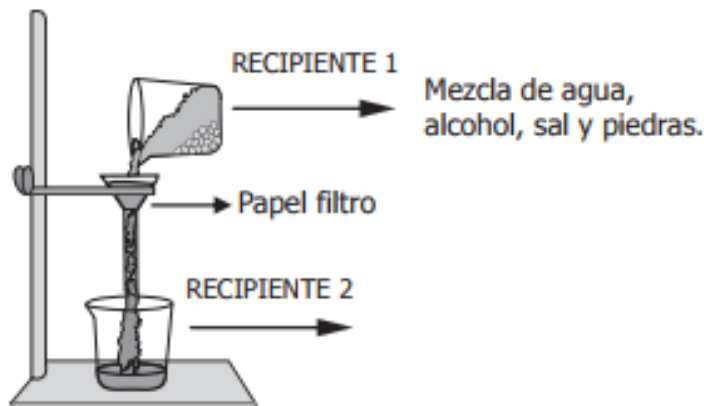 RECIPIENTE 1
Mezcla de agua,
alcohol, sal y piedras.
Papel filtro
RECIPIENTE 2